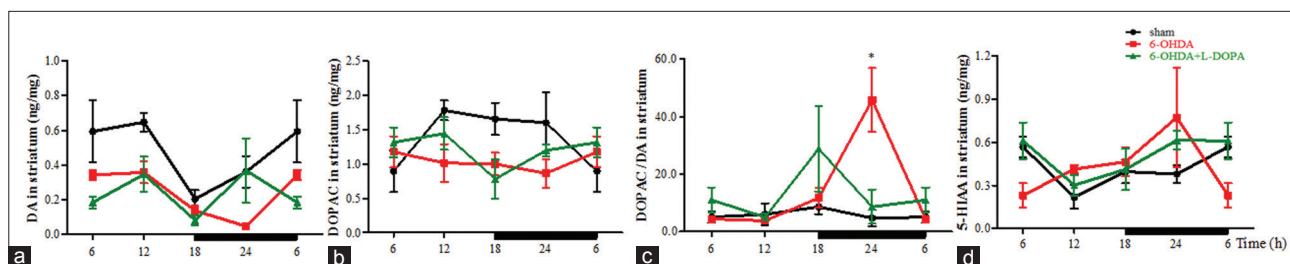 sham
6-OHDA
6-OHDA+L-DOPA
DA in striatum (ng/mg)
1.0
0.8
0.6
0.4
0.2
0.0
6 12 18 24 6
a
DOPAC in striatum (ng/mg)
2.5
2.0
1.5
1.0
0.5
0.0
6 12 18 24 6
b
DOPAC/DA in striatum
60.0
40.0
20.0
0.0
*
6 12 18 24 6
c
5-HIAA in striatum (ng/mg)
1.2
0.9
0.6
0.3
0.0
6 12 18 24 6 Time (h)
d